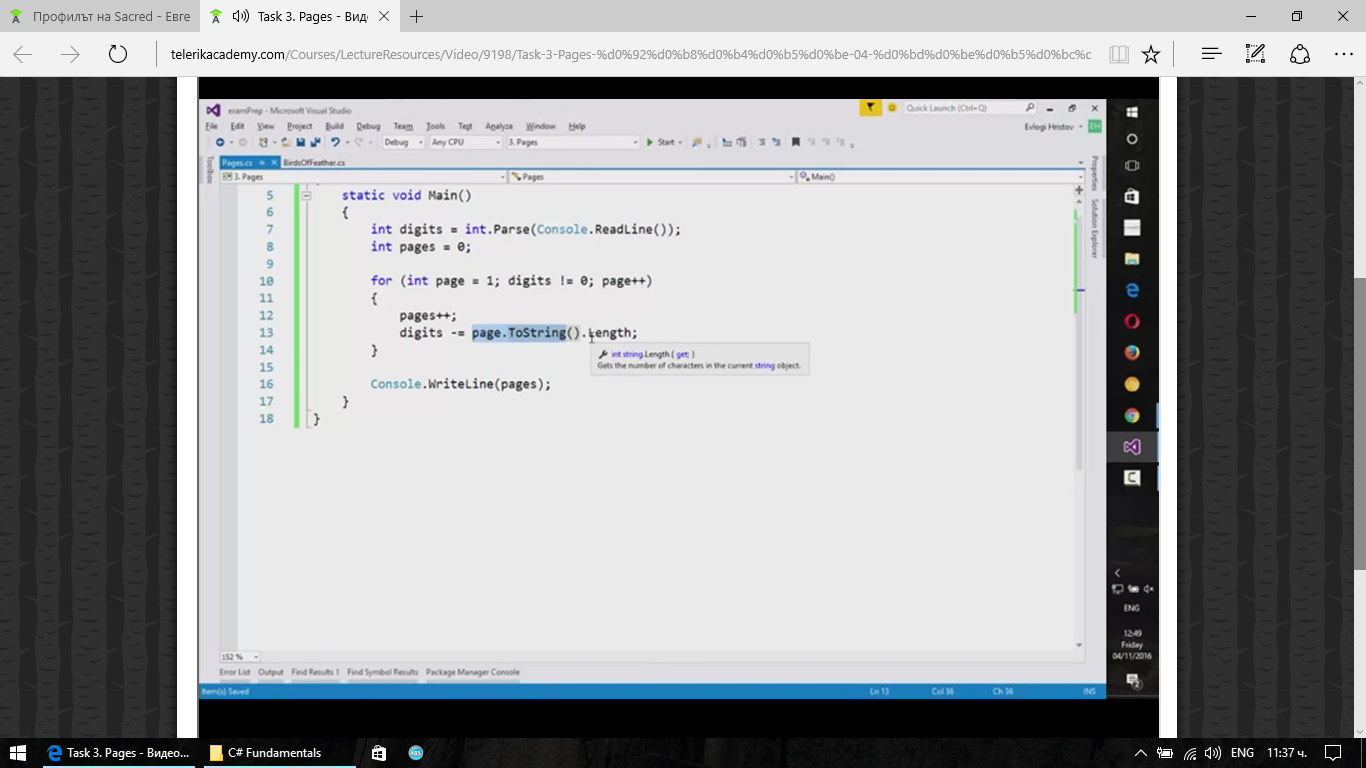 Профилът на Sacred - Евге
Task 3. Pages - Видео
telerikacademy.com/Courses/LectureResources/Video/9198/Task-3-Pages-%d0%92%d0%b8%d0%b4%d0%b5%d0%be-04-%d0%bd%d0%be%d0%b5%d0%bc%c
examPrep - Microsoft Visual Studio
Quick Launch (Ctrl+Q)
File Edit View Project Build Debug Team Tools Test Analyze Window Help
Evlogi Hristov EH
Debug Any CPU 3. Pages Start
Toolbox
Pages.cs BirdsOfFeather.cs
3. Pages Pages Main()
Properties
Solution Explorer
5 static void Main()
6 {
7 int digits = int.Parse(Console.ReadLine());
8 int pages = 0;
9
10 for (int page = 1; digits != 0; page++)
11 {
12 pages++;
13 digits -= page.ToString().Length;
14 }
int string.Length { get; }
Gets the number of characters in the current string object.
15
16 Console.WriteLine(pages);
17 }
18 }
ENG
12:49
Friday
04/11/2016
2
152 %
Error List Output Find Results 1 Find Symbol Results Package Manager Console
Item(s) Saved Ln 13 Col 36 Ch 36 INS
Task 3. Pages - Видео... C# Fundamentals ENG 11:37 ч.